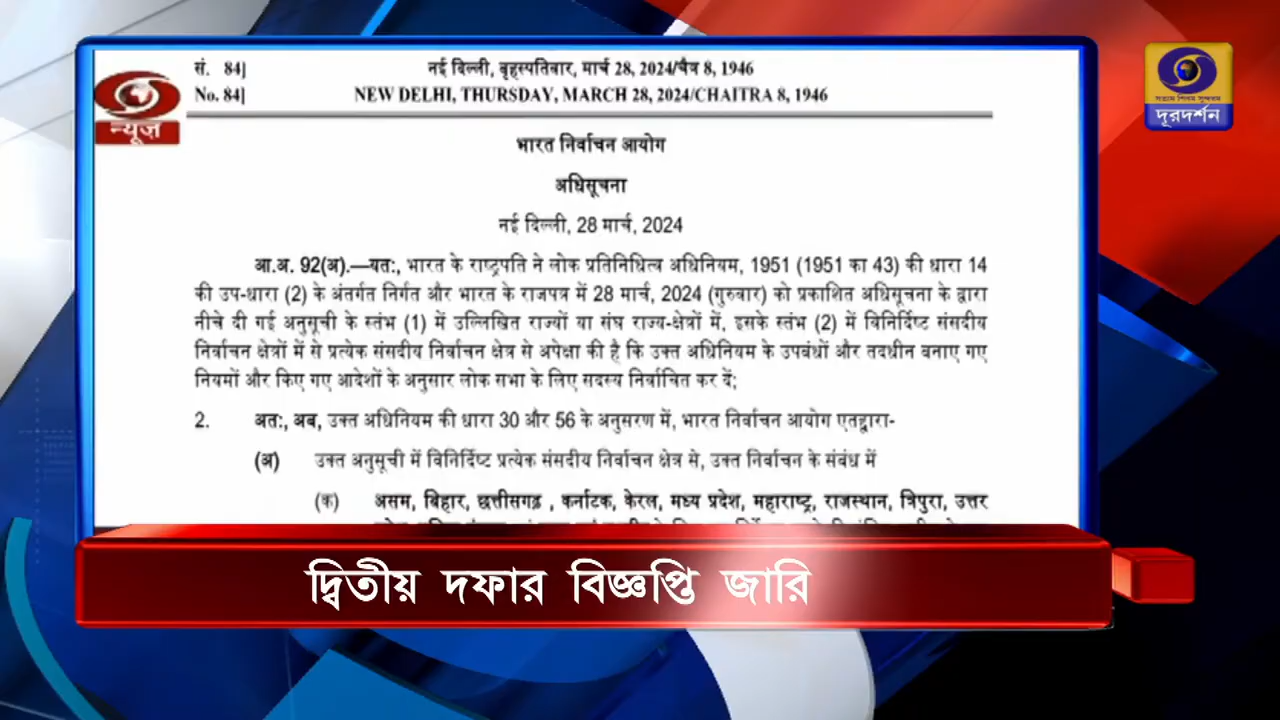 सं. 84]
नई दिल्ली, बृहस्पतिवार, मार्च 28, 2024/चैत्र 8, 1946
No. 84]
NEW DELHI, THURSDAY, MARCH 28, 2024/CHAITRA 8, 1946
न्यूज़
সত্যম শিবম সুন্দরম
दूरदर्शन
भारत निर्वाचन आयोग
अधिसूचना
नई दिल्ली, 28 मार्च, 2024
आ.अ. 92(अ).—यत:, भारत के राष्ट्रपति ने लोक प्रतिनिधित्व अधिनियम, 1951 (1951 का 43) की धारा 14
की उप-धारा (2) के अंतर्गत निर्गत और भारत के राजपत्र में 28 मार्च, 2024 (गुरुवार) को प्रकाशित अधिसूचना के द्वारा
नीचे दी गई अनुसूची के स्तंभ (1) में उल्लिखित राज्यों या संघ राज्य-क्षेत्रों में, इसके स्तंभ (2) में विनिर्दिष्ट संसदीय
निर्वाचन क्षेत्रों में से प्रत्येक संसदीय निर्वाचन क्षेत्र से अपेक्षा की है कि उक्त अधिनियम के उपबंधों और तदधीन बनाए गए
नियमों और किए गए आदेशों के अनुसार लोक सभा के लिए सदस्य निर्वाचित कर दें;
2. अत:, अब, उक्त अधिनियम की धारा 30 और 56 के अनुसरण में, भारत निर्वाचन आयोग एतद्वारा-
(अ) उक्त अनुसूची में विनिर्दिष्ट प्रत्येक संसदीय निर्वाचन क्षेत्र से, उक्त निर्वाचन के संबंध में
(क) असम, बिहार, छत्तीसगढ़ , कर्नाटक, केरल, मध्य प्रदेश, महाराष्ट्र, राजस्थान, त्रिपुरा, उत्तर
দ্বিতীয় দফার বিজ্ঞপ্তি জারি